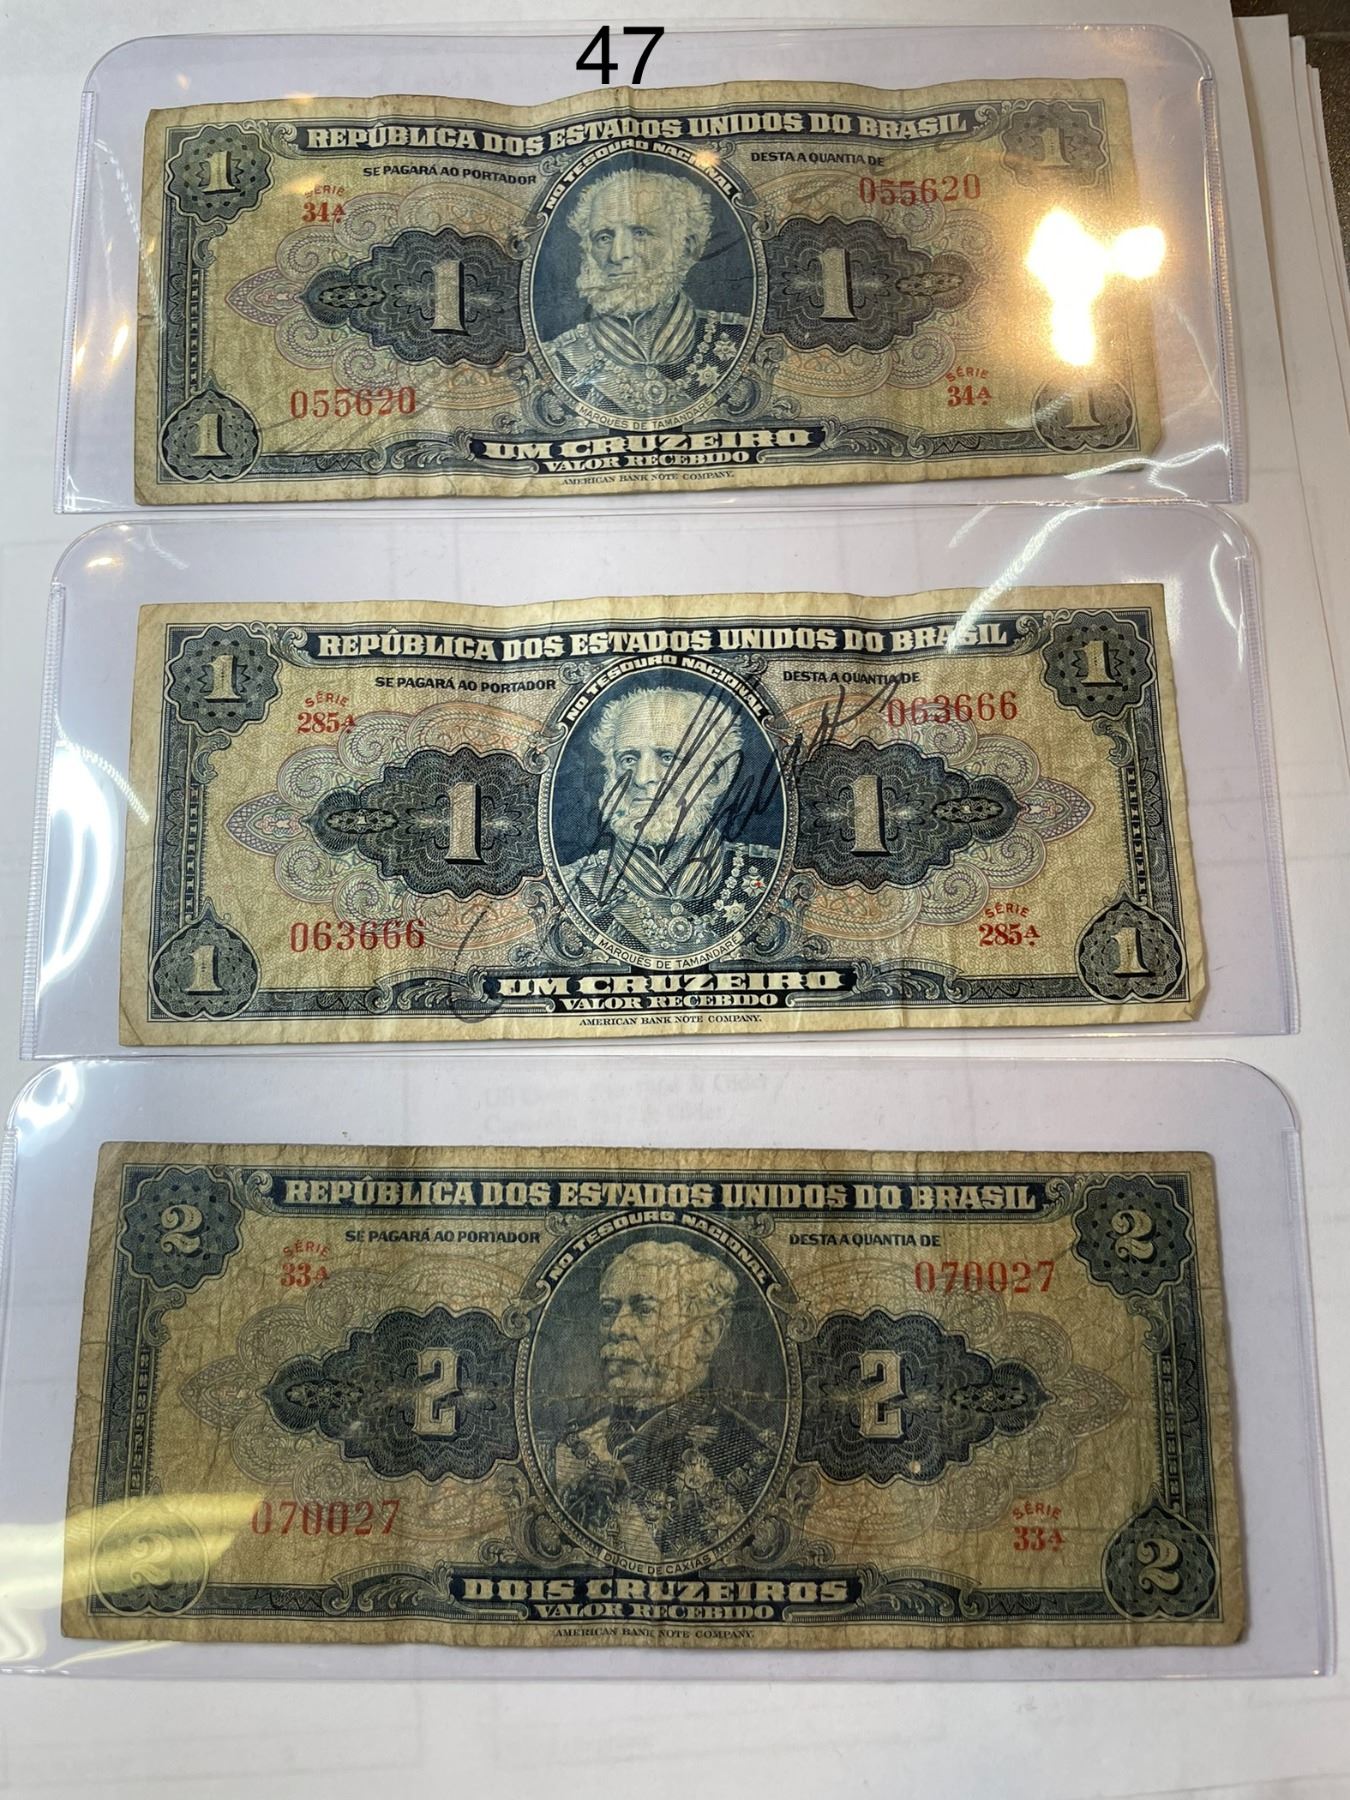 47
REPÚBLICA DOS ESTADOS UNIDOS DO BRASIL
SE PAGARÁ AO PORTADOR
NO TESOURO NACIONAL
DESTA A QUANTIA DE
1
1
SÉRIE
34A
055620
1
1
055620
SÉRIE
34A
1
1
MARQUÊS DE TAMANDARÉ
UM CRUZEIRO
VALOR RECEBIDO
AMERICAN BANK NOTE COMPANY.
REPÚBLICA DOS ESTADOS UNIDOS DO BRASIL
SE PAGARÁ AO PORTADOR
NO TESOURO NACIONAL
DESTA A QUANTIA DE
1
1
SÉRIE
285A
063666
1
1
063666
SÉRIE
285A
1
1
MARQUÊS DE TAMANDARÉ
UM CRUZEIRO
VALOR RECEBIDO
AMERICAN BANK NOTE COMPANY.
REPÚBLICA DOS ESTADOS UNIDOS DO BRASIL
SE PAGARÁ AO PORTADOR
NO TESOURO NACIONAL
DESTA A QUANTIA DE
2
2
SÉRIE
33A
070027
2
2
070027
SÉRIE
33A
2
2
DUQUE DE CAXIAS
DOIS CRUZEIROS
VALOR RECEBIDO
AMERICAN BANK NOTE COMPANY.